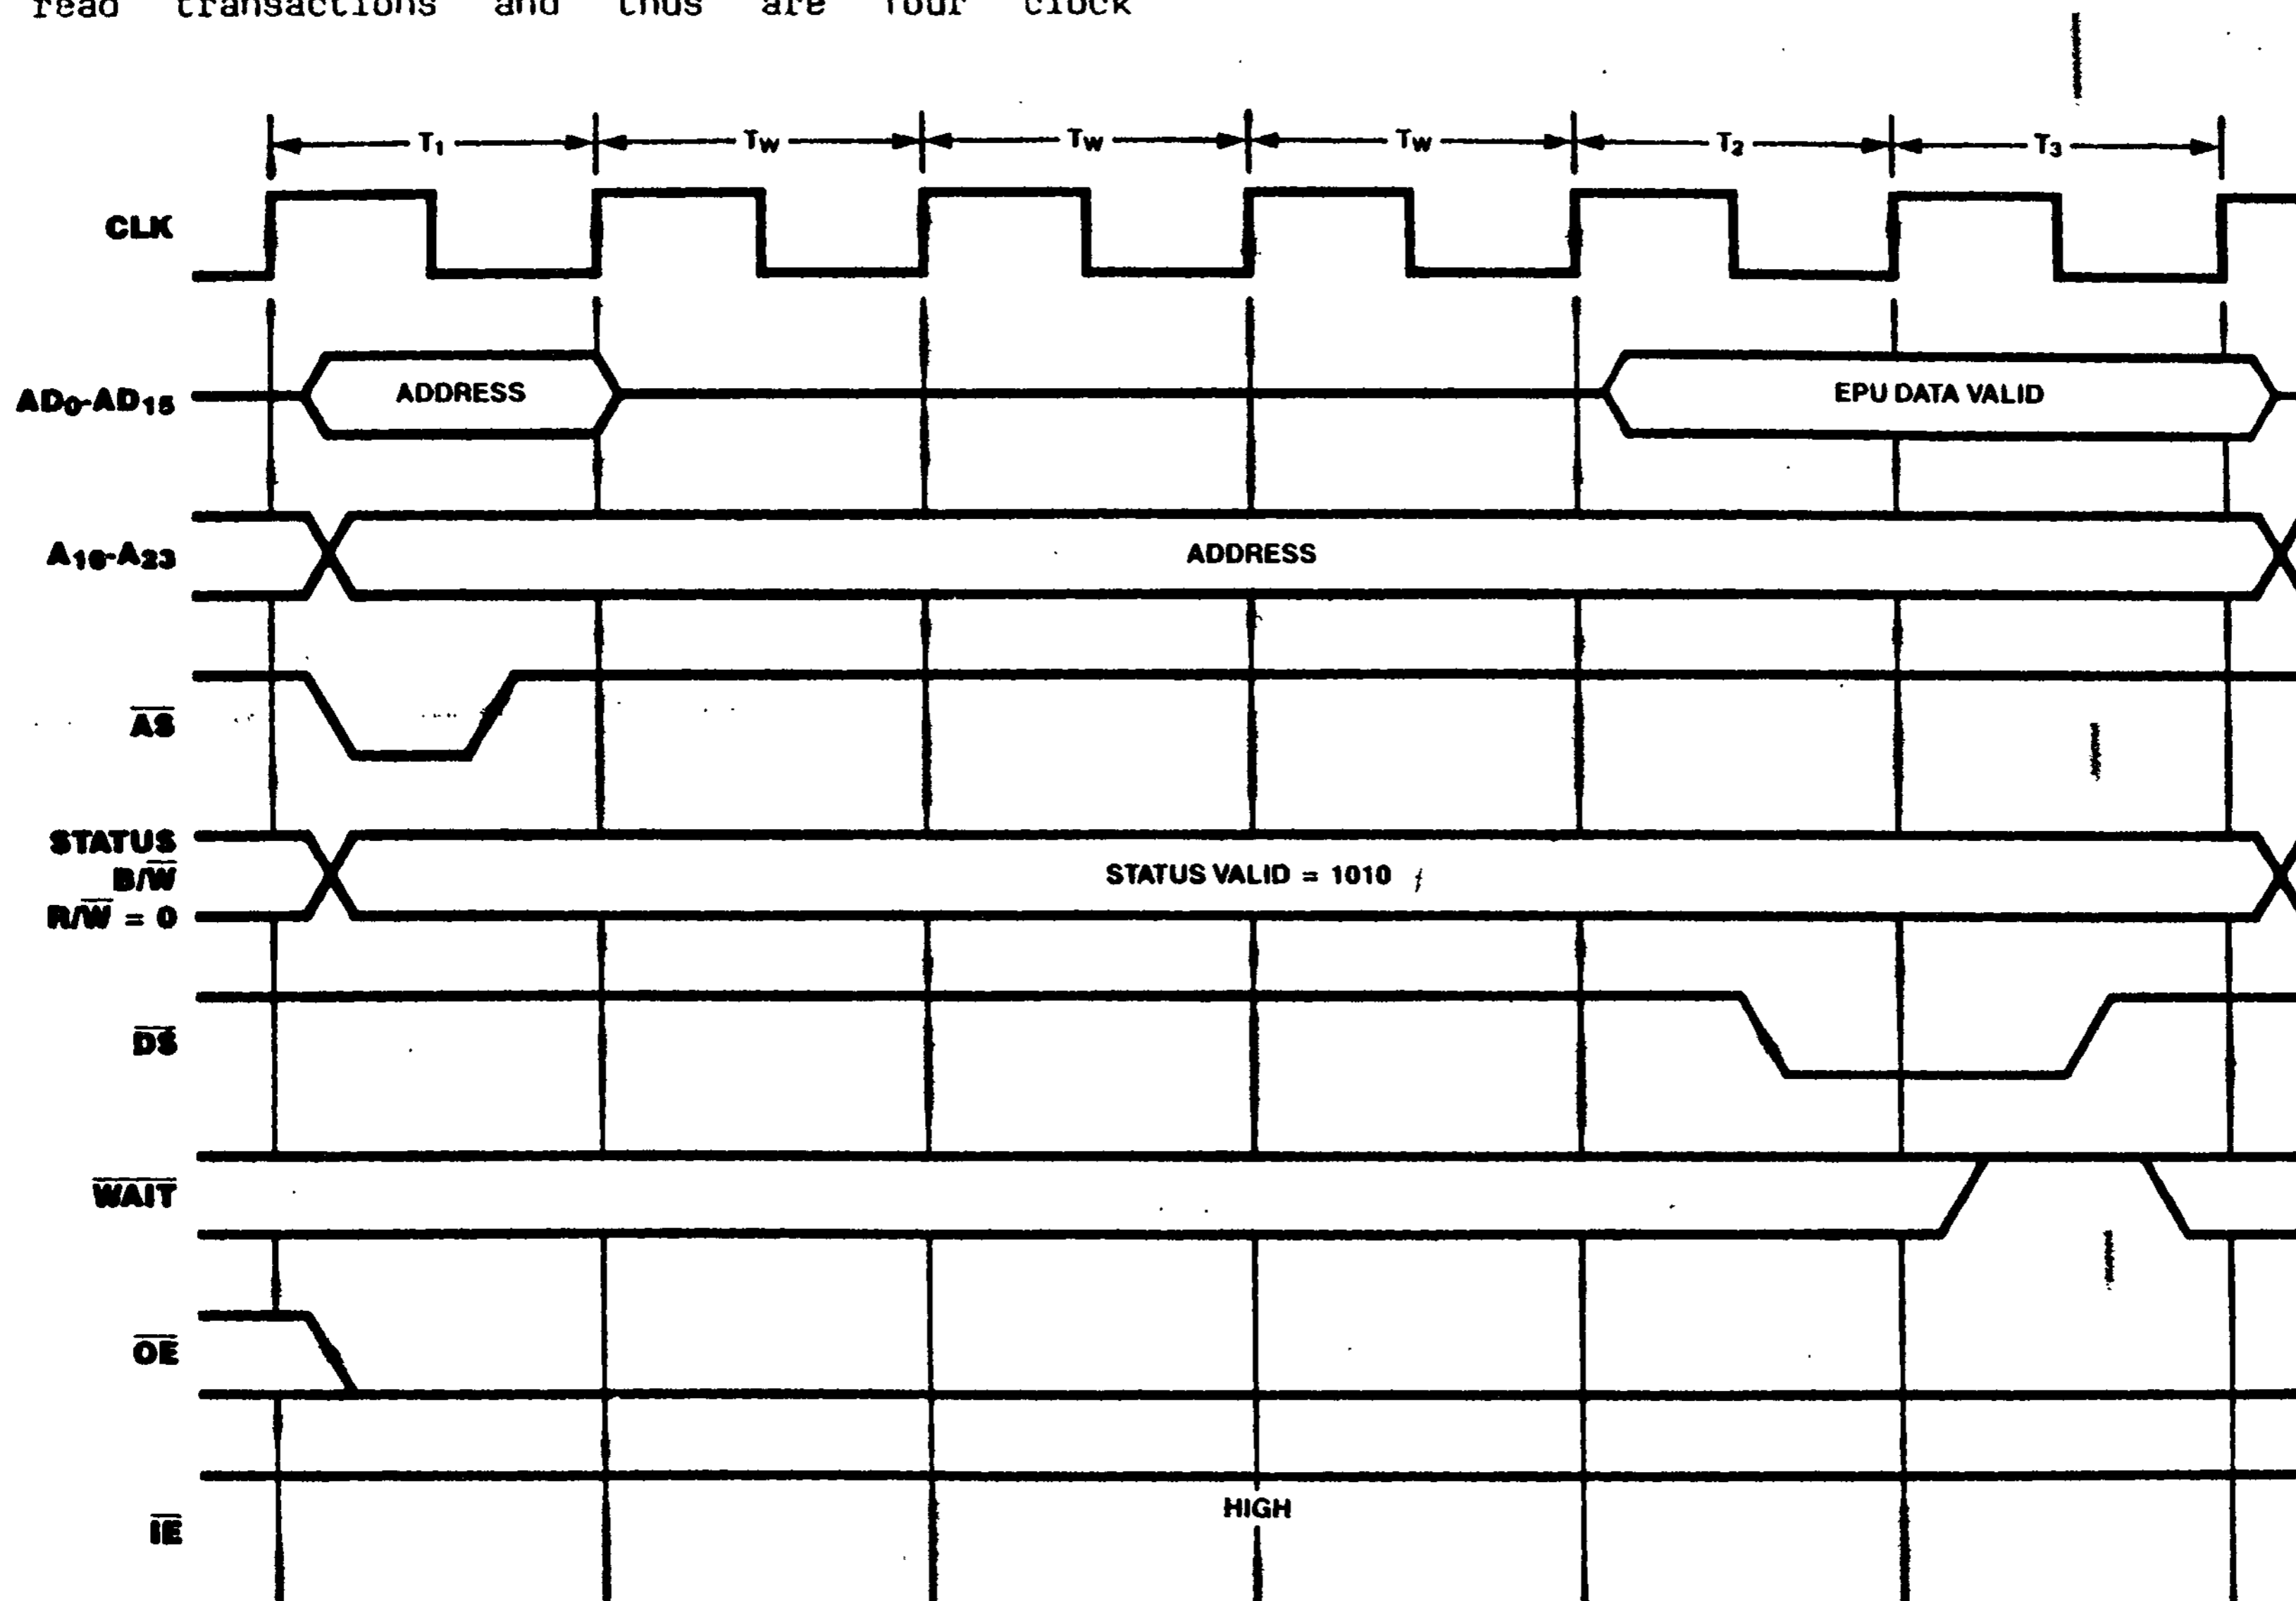 read transactions and thus are four clock
T1 TW TW TW T2 T3
CLK
AD0-AD15 ADDRESS EPU DATA VALID
A16-A23 ADDRESS
AS
STATUS
B/W STATUS VALID = 1010
R/W = 0
DS
WAIT
OE
HIGH
IE